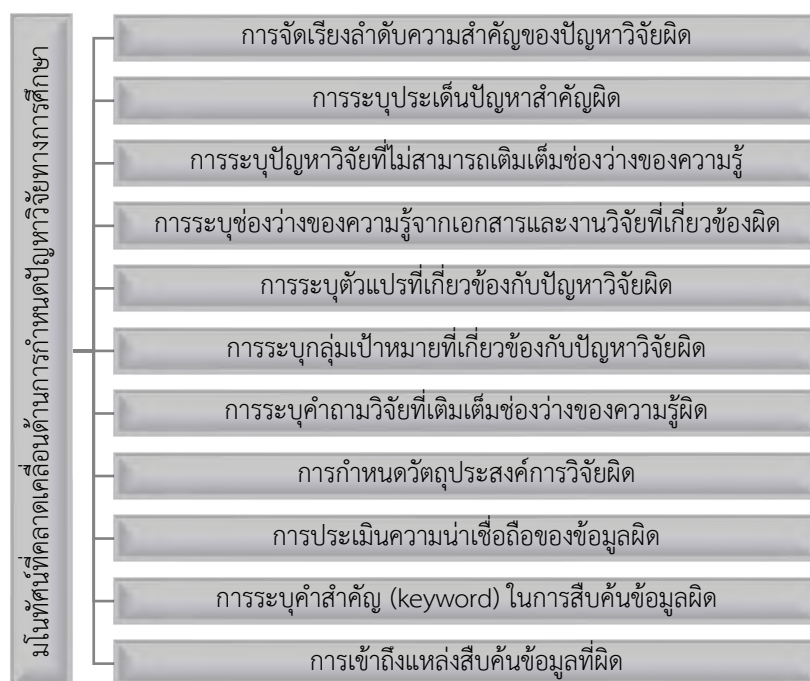 มโนทัศน์ที่คลาดเคลื่อนด้านการกำหนดปัญหาวิจัยทางการศึกษา
การจัดเรียงลำดับความสำคัญของปัญหาวิจัยผิด
การระบุประเด็นปัญหาสำคัญผิด
การระบุปัญหาวิจัยที่ไม่สามารถเติมเต็มช่องว่างของความรู้
การระบุช่องว่างของความรู้จากเอกสารและงานวิจัยที่เกี่ยวข้องผิด
การระบุตัวแปรที่เกี่ยวข้องกับปัญหาวิจัยผิด
การระบุกลุ่มเป้าหมายที่เกี่ยวข้องกับปัญหาวิจัยผิด
การระบุคำถามวิจัยที่เติมเต็มช่องว่างของความรู้ผิด
การกำหนดวัตถุประสงค์การวิจัยผิด
การประเมินความน่าเชื่อถือของข้อมูลผิด
การระบุคำสำคัญ (keyword) ในการสืบค้นข้อมูลผิด
การเข้าถึงแหล่งสืบค้นข้อมูลที่ผิด